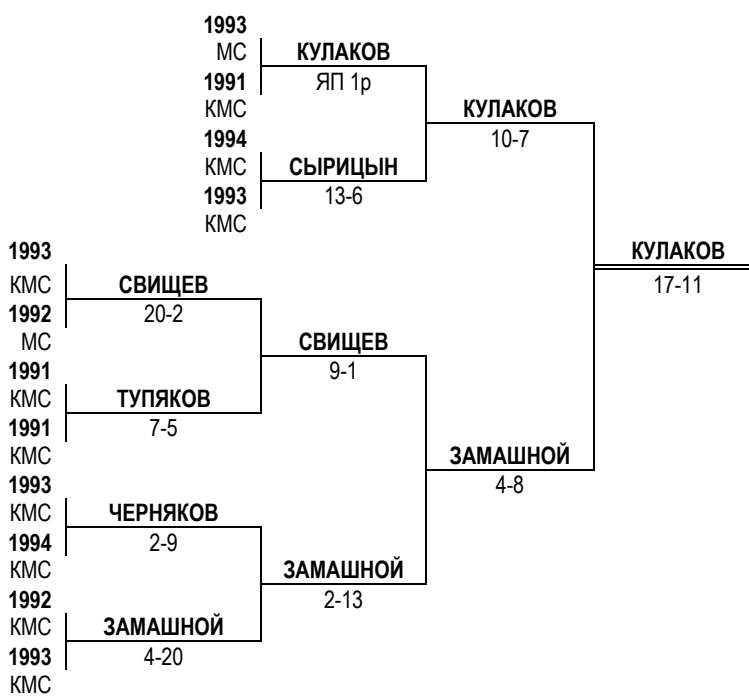 1993
МС КУЛАКОВ
1991 ЯП 1р
КМС КУЛАКОВ
1994 10-7
КМС СЫРИЦЫН
1993 13-6
КМС
1993 КУЛАКОВ
КМС СВИЩЕВ 17-11
1992 20-2
МС СВИЩЕВ
1991 9-1
КМС ТУПЯКОВ
1991 7-5
КМС ЗАМАШНОЙ
1993 4-8
КМС ЧЕРНЯКОВ
1994 2-9
КМС ЗАМАШНОЙ
1992 2-13
КМС ЗАМАШНОЙ
1993 4-20
КМС